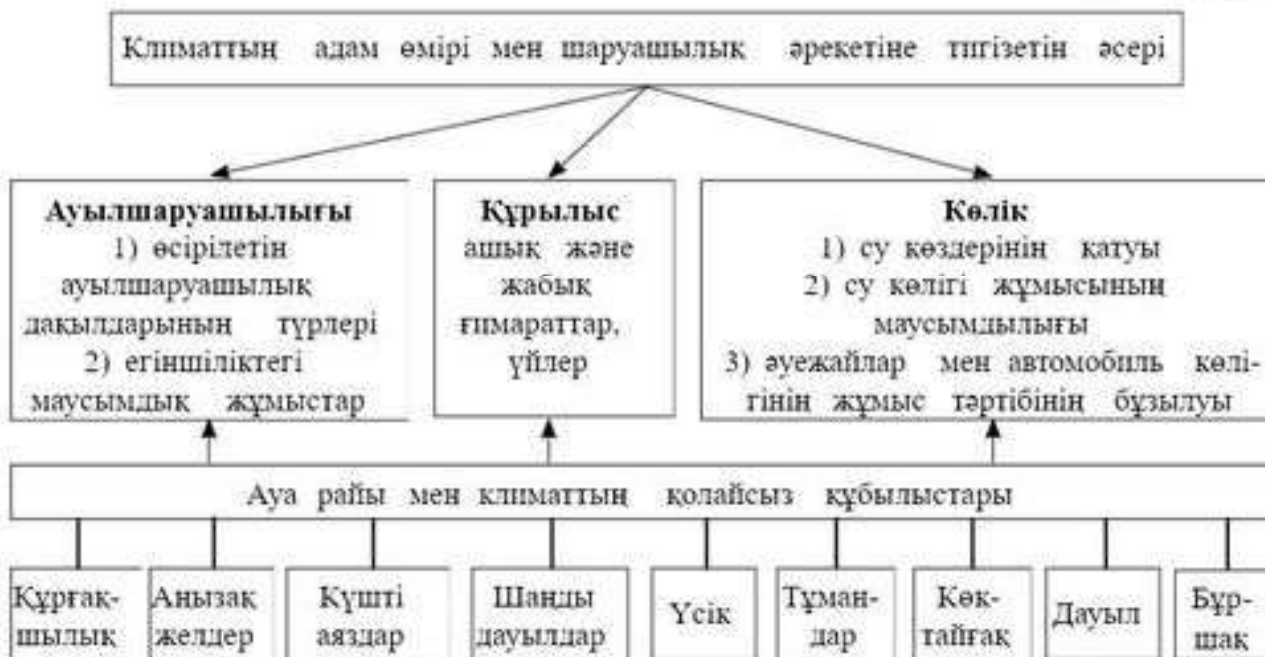 Климаттың адам өмірі мен шаруашылық әрекетіне тигізетін әсері
Ауылшаруашылығы
1) өсірілетін
ауылшаруашылық
дақылдарының түрлері
2) егіншіліктегі
маусымдық жұмыстар
Құрылыс
ашық және
жабық
ғимараттар,
үйлер
Көлік
1) су көздерінің қатуы
2) су көлігі жұмысының
маусымдылығы
3) әуежайлар мен автомобиль көлі-
гінің жұмыс тәртібінің бұзылуы
Ауа райы мен климаттың қолайсыз құбылыстары
Құрғақ-
шылық
Аңызақ
желдер
Күшті
аяздар
Шаңды
дауылдар
Үсік
Тұман-
дар
Көк-
тайғақ
Дауыл
Бұр-
шақ